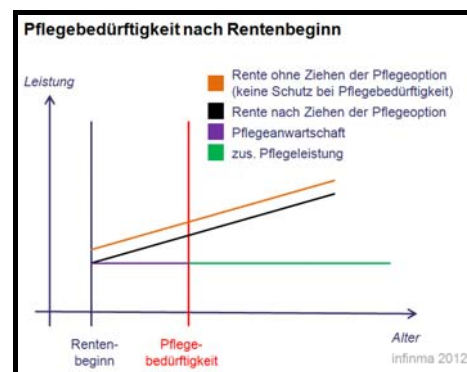 Pflegebedürftigkeit nach Rentenbeginn
Leistung
Rente ohne Ziehen der Pflegeoption
(keine Schutz bei Pflegebedürftigkeit)
Rente nach Ziehen der Pflegeoption
Pflegeanwartschaft
zus. Pflegeleistung
Renten-
beginn
Pflege-
bedürftigkeit
Alter
infinma 2012